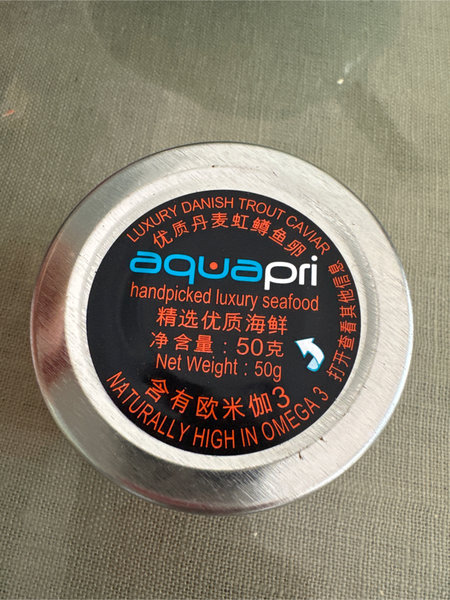 LUXURY DANISH TROUT CAVIAR
优质丹麦虹鳟鱼卵
aquapri
handpicked luxury seafood
精选优质海鲜
净含量：50克
Net Weight : 50g
含有欧米伽3
NATURALLY HIGH IN OMEGA 3
打开查看其他信息